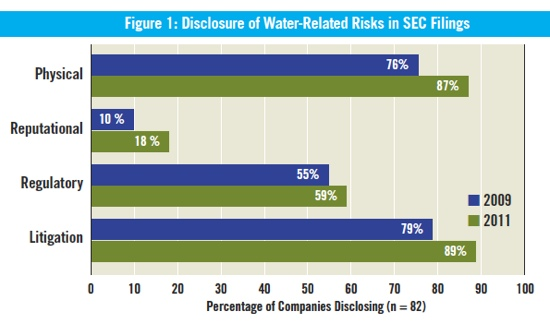 Figure 1: Disclosure of Water-Related Risks in SEC Filings
Physical
76%
87%
Reputational
10 %
18 %
Regulatory
55%
59%
Litigation
79%
89%
2009
2011
0 10 20 30 40 50 60 70 80 90 100
Percentage of Companies Disclosing (n = 82)